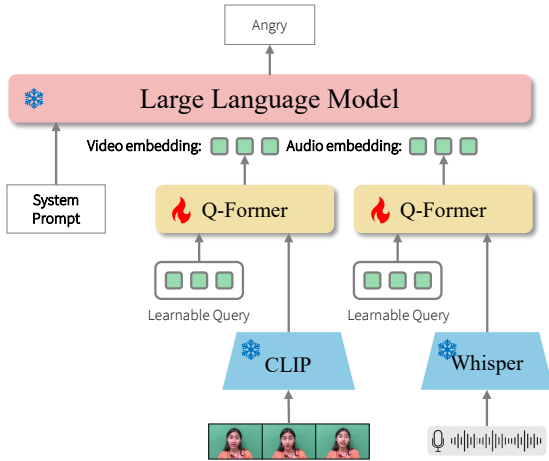 Angry
Large Language Model
Video embedding:
Audio embedding:
System
Prompt
Q-Former
Q-Former
Learnable Query
Learnable Query
CLIP
Whisper